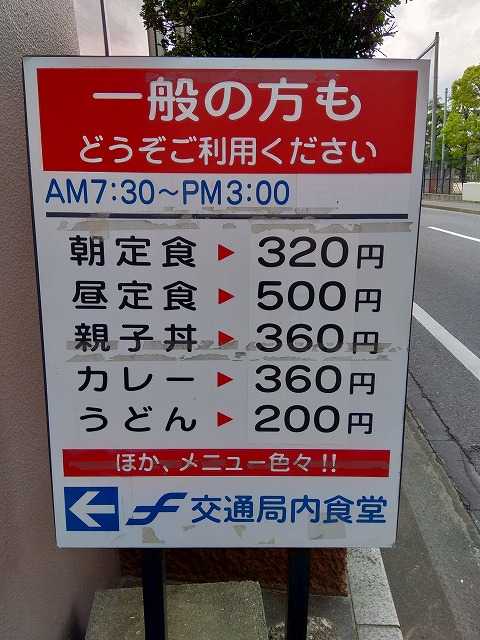 一般の方も
どうぞご利用ください
AM7:30～PM3:00
朝定食 ▶ 320円
昼定食 ▶ 500円
親子丼 ▶ 360円
カレー ▶ 360円
うどん ▶ 200円
ほか、メニュー色々!!
← 交通局内食堂